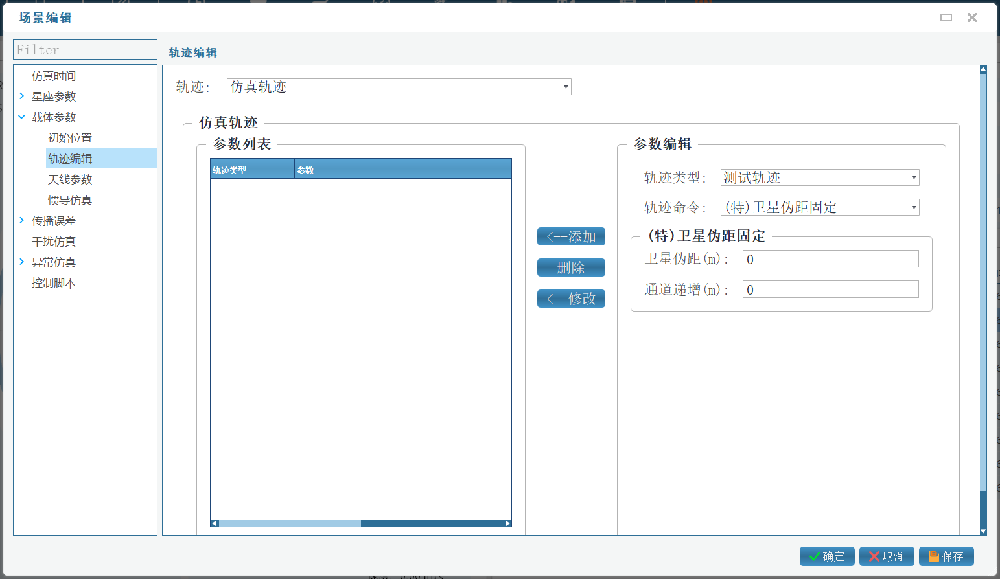 场景编辑
Filter
仿真时间
星座参数
载体参数
初始位置
轨迹编辑
天线参数
惯导仿真
传播误差
干扰仿真
异常仿真
控制脚本
轨迹编辑
轨迹：
仿真轨迹
仿真轨迹
参数列表
轨迹类型
参数
<--添加
删除
<--修改
参数编辑
轨迹类型：
测试轨迹
轨迹命令：
(特)卫星伪距固定
(特)卫星伪距固定
卫星伪距(m)：
0
通道递增(m)：
0
确定
取消
保存